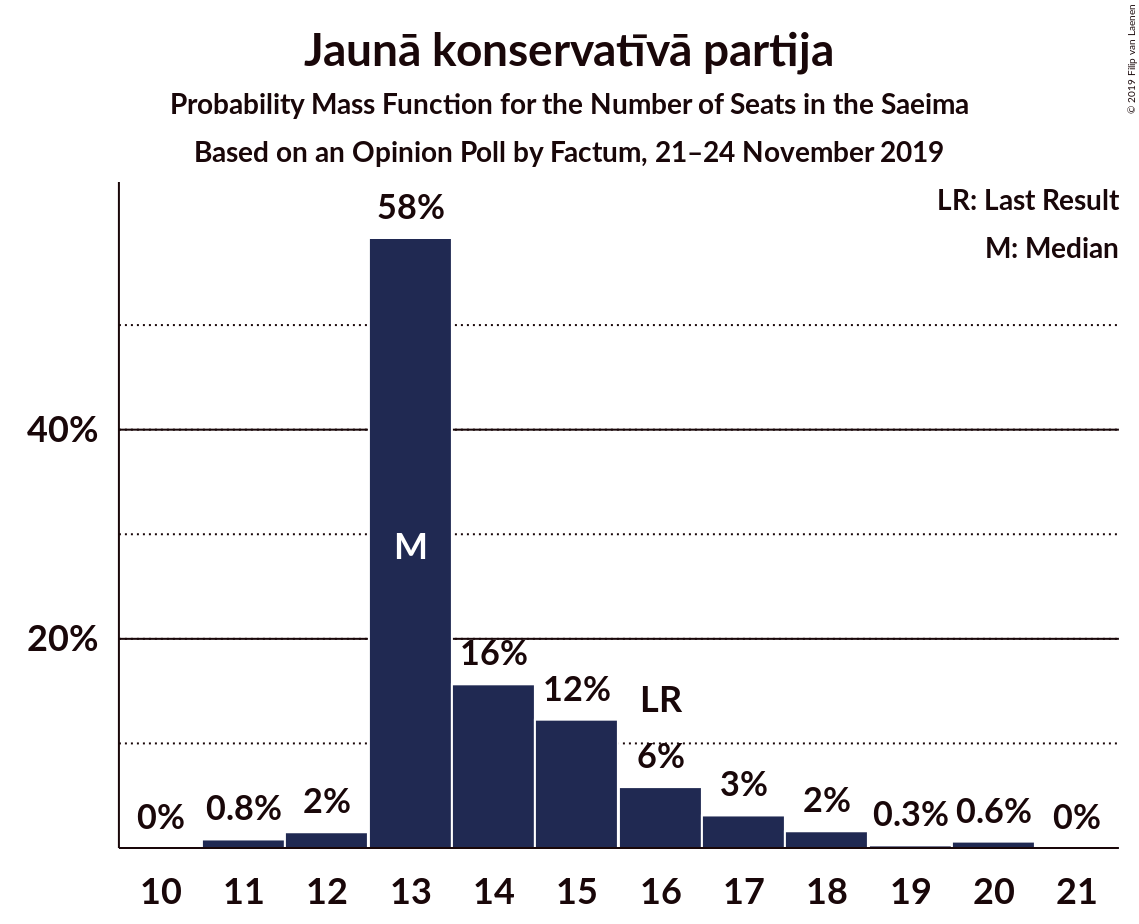 Jaunā konservatīvā partija
Probability Mass Function for the Number of Seats in the Saeima
Based on an Opinion Poll by Factum, 21–24 November 2019
© 2019 Filip van Laenen
LR: Last Result
M: Median
58%
40%
M
20%
16%
12%
LR
6%
3%
2%
2%
0.8%
0%
0.3%
0.6%
0%
10 11 12 13 14 15 16 17 18 19 20 21